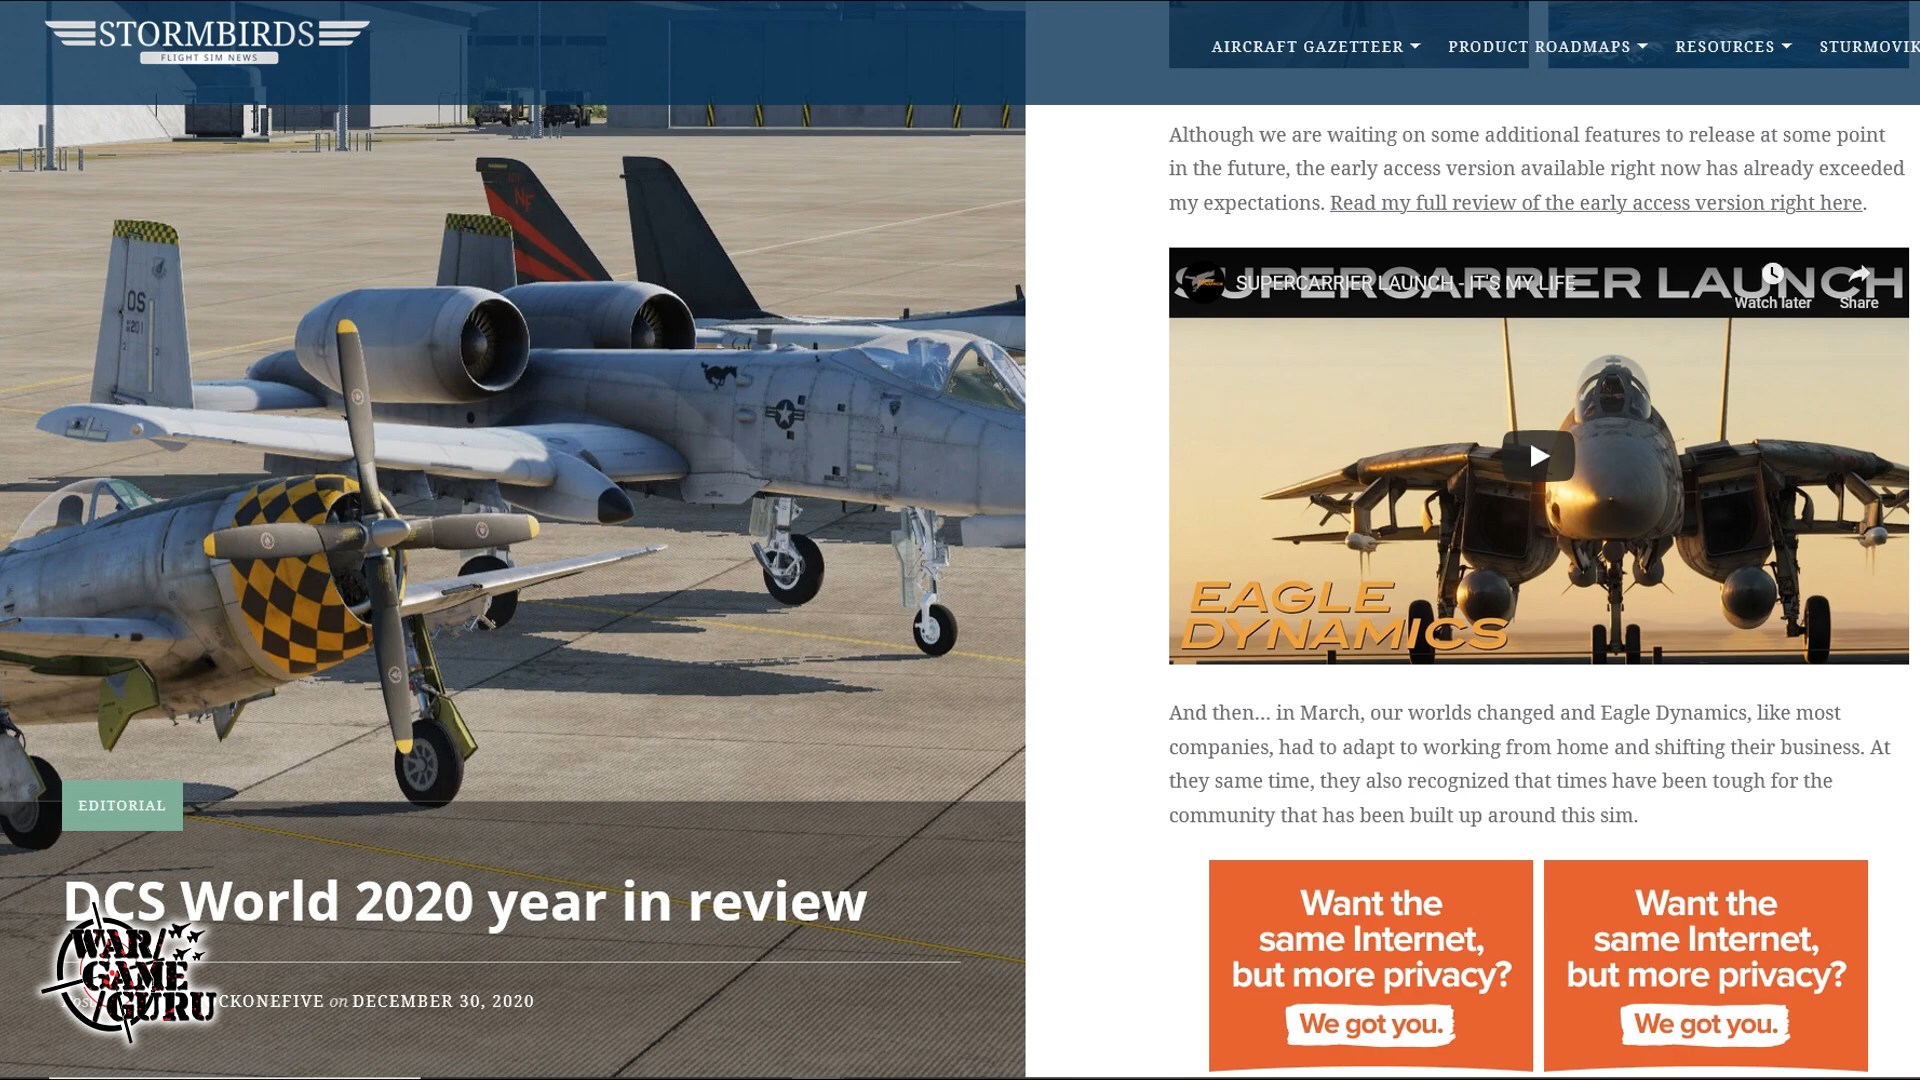 STORMBIRDS
FLIGHT SIM NEWS
AIRCRAFT GAZETTEER PRODUCT ROADMAPS RESOURCES STURMOVIK
NF
OS
201
EDITORIAL
DCS World 2020 year in review
CKONEFIVE on DECEMBER 30, 2020
WAR/
GAME
/GURU
Although we are waiting on some additional features to release at some point
in the future, the early access version available right now has already exceeded
my expectations. Read my full review of the early access version right here.
SUPERCARRIER LAUNCH
SUPERCARRIER LAUNCH - IT'S MY LIFE
Watch later Share
EAGLE
DYNAMICS
And then… in March, our worlds changed and Eagle Dynamics, like most
companies, had to adapt to working from home and shifting their business. At
they same time, they also recognized that times have been tough for the
community that has been built up around this sim.
Want the
same Internet,
but more privacy?
We got you.
Want the
same Internet,
but more privacy?
We got you.